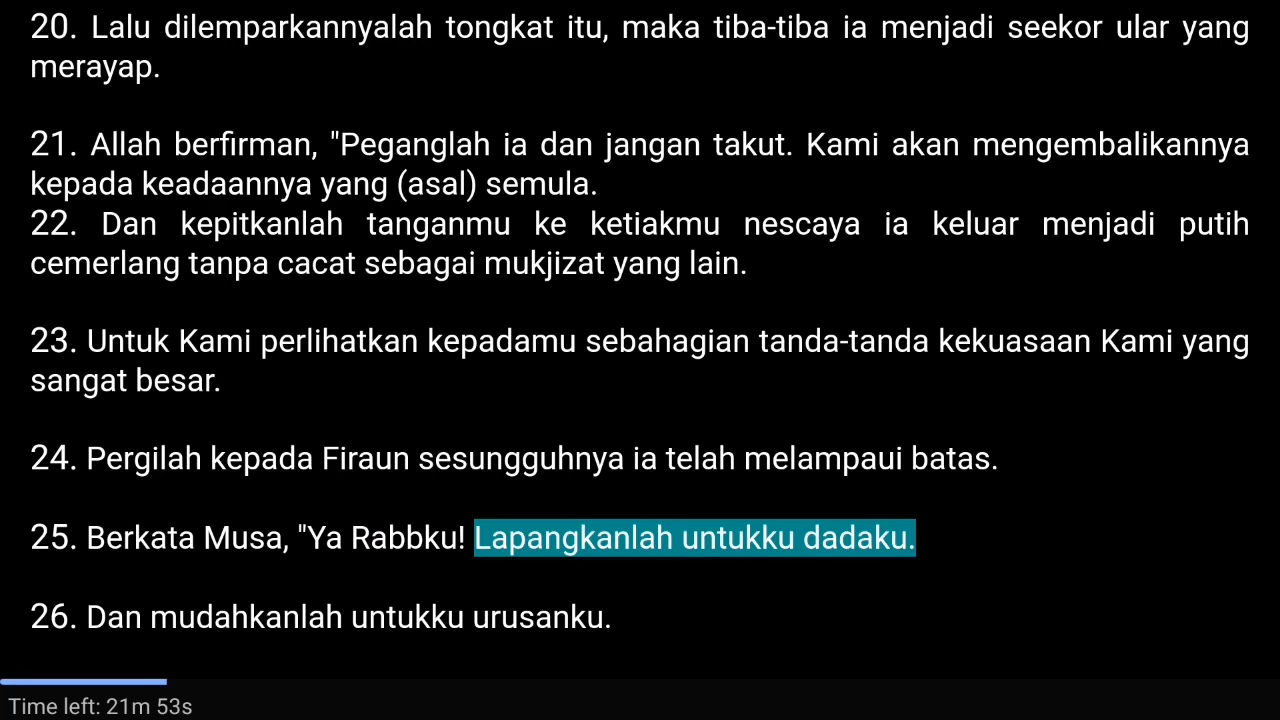 20. Lalu dilemparkannyalah tongkat itu, maka tiba-tiba ia menjadi seekor ular yang
merayap.
21. Allah berfirman, "Peganglah ia dan jangan takut. Kami akan mengembalikannya
kepada keadaannya yang (asal) semula.
22. Dan kepitkanlah tanganmu ke ketiakmu nescaya ia keluar menjadi putih
cemerlang tanpa cacat sebagai mukjizat yang lain.
23. Untuk Kami perlihatkan kepadamu sebahagian tanda-tanda kekuasaan Kami yang
sangat besar.
24. Pergilah kepada Firaun sesungguhnya ia telah melampaui batas.
25. Berkata Musa, "Ya Rabbku! Lapangkanlah untukku dadaku.
26. Dan mudahkanlah untukku urusanku.
Time left: 21m 53s